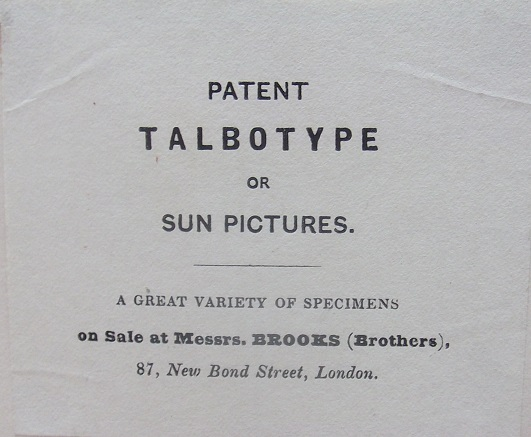 PATENT
TALBOTYPE
OR
SUN PICTURES.
A GREAT VARIETY OF SPECIMENS
on Sale at Messrs. BROOKS (Brothers),
87, New Bond Street, London.